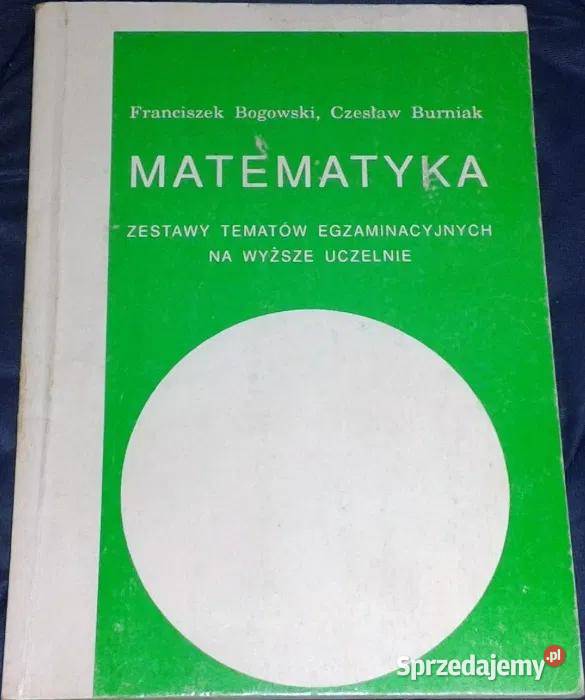 Franciszek Bogowski, Czesław Burniak
MATEMATYKA
ZESTAWY TEMATÓW EGZAMINACYJNYCH
NA WYŻSZE UCZELNIE
Sprzedajemy.pl